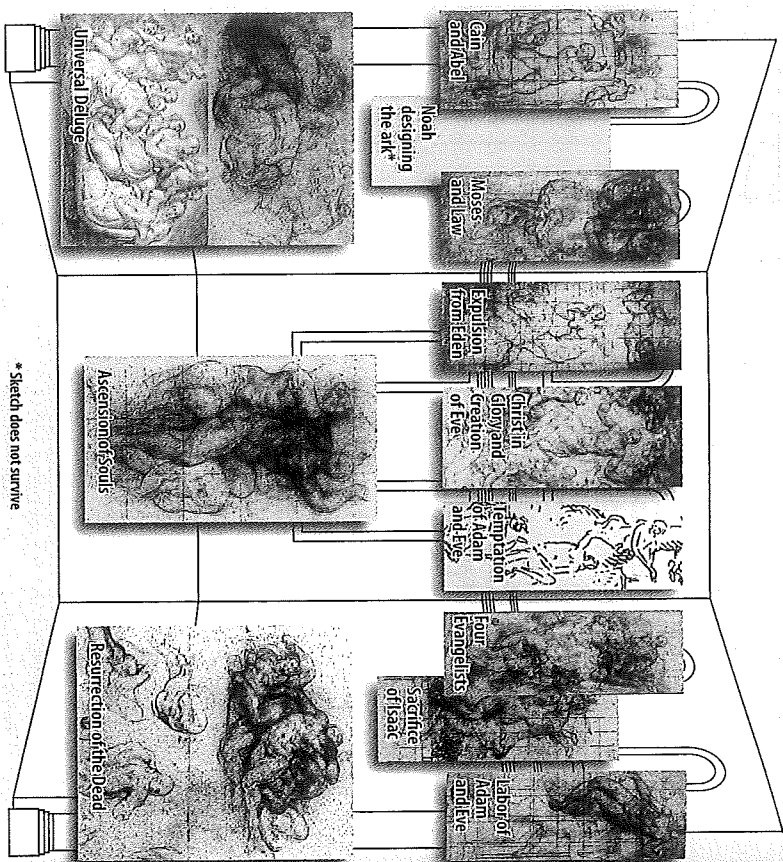 Cain
and Abel
Noah
designing
the ark*
Moses
and Law
Universal Deluge
Expulsion
from Eden
Christ in
Glory and
Creation
of Eve
Temptation
of Adam
and Eve
Ascension of Souls
Four
Evangelists
Sacrifice
of Isaac
Labor of
Adam
and Eve
Resurrection of the Dead
* Sketch does not survive